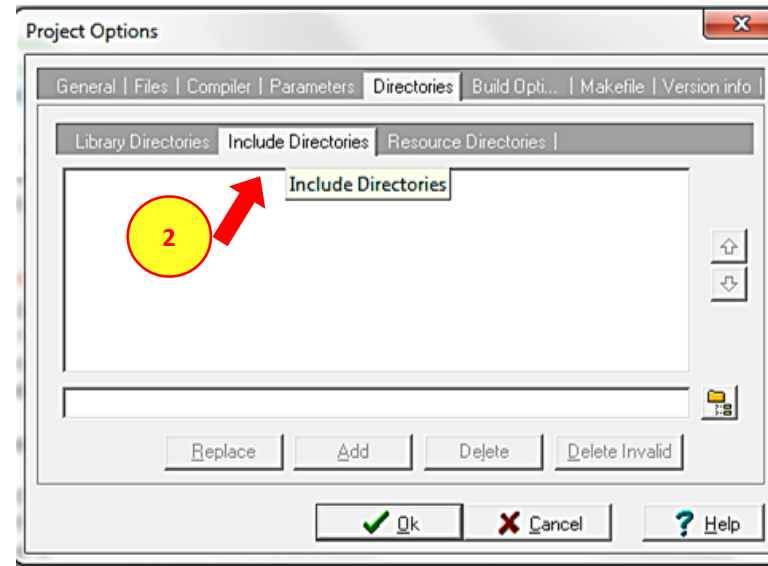 Project Options
General | Files | Compiler | Parameters Directories Build Opti... | Makefile | Version info |
Library Directories Include Directories Resource Directories |
Include Directories
2
Replace Add Delete Delete Invalid
Ok Cancel ? Help